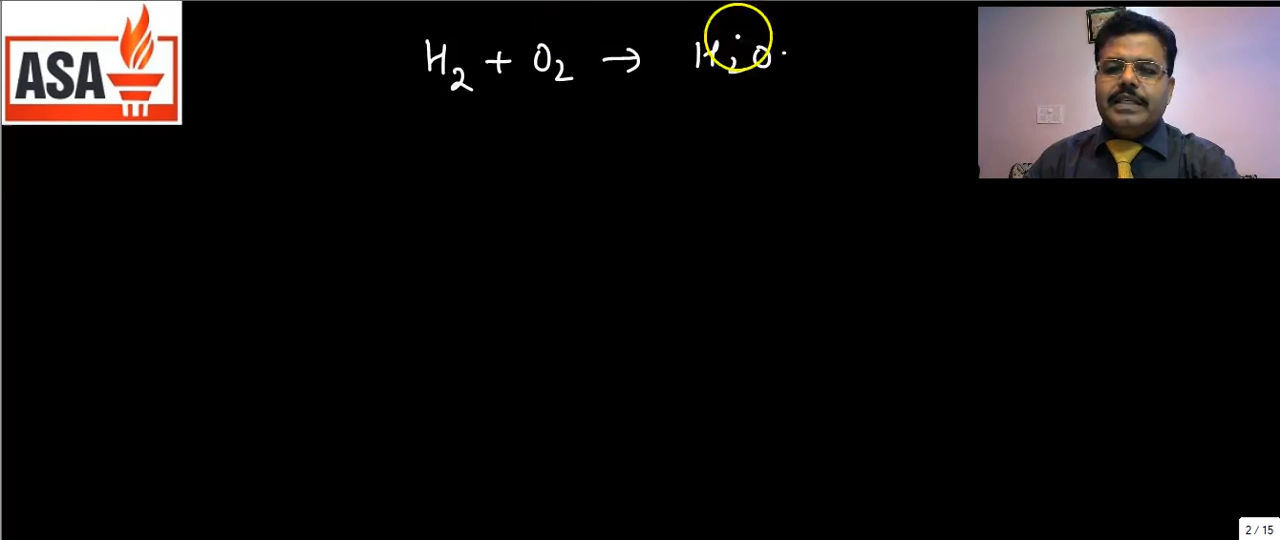 ASA
H₂ + O₂ → H₂O.
2 / 15